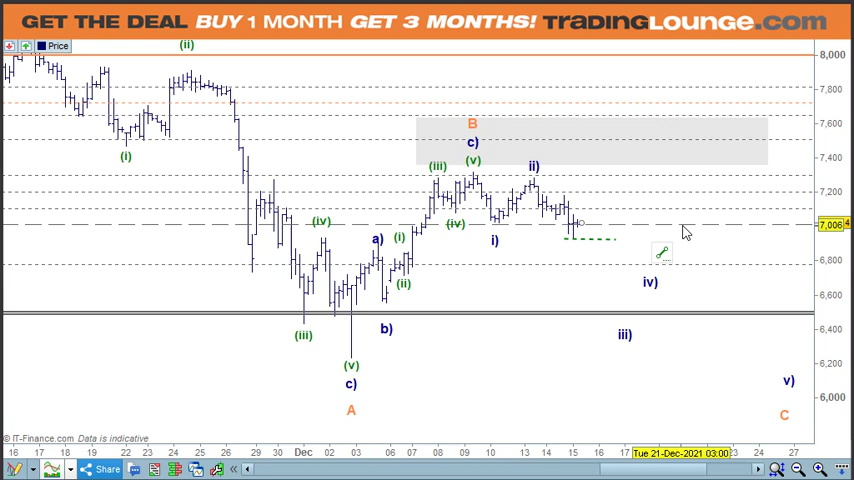 GET THE DEAL BUY 1 MONTH GET 3 MONTHS! TRADINGLOUNGE.com
Price
(ii)
8,000
7,800
7,600
7,400
7,200
7,006
4
6,800
6,600
6,400
6,200
6,000
(i)
B
c)
(v)
(iii)
ii)
(iv)
(iv)
a)
(i)
i)
(ii)
iv)
b)
(iii)
iii)
(v)
c)
A
v)
C
© IT-Finance.com Data is indicative
16 17 18 22 23 24 25 26 29 30 Dec 02 03 06 07 08 09 10 13 14 15 16 17 Tue 21-Dec-2021 03:00 23 24 27
Share